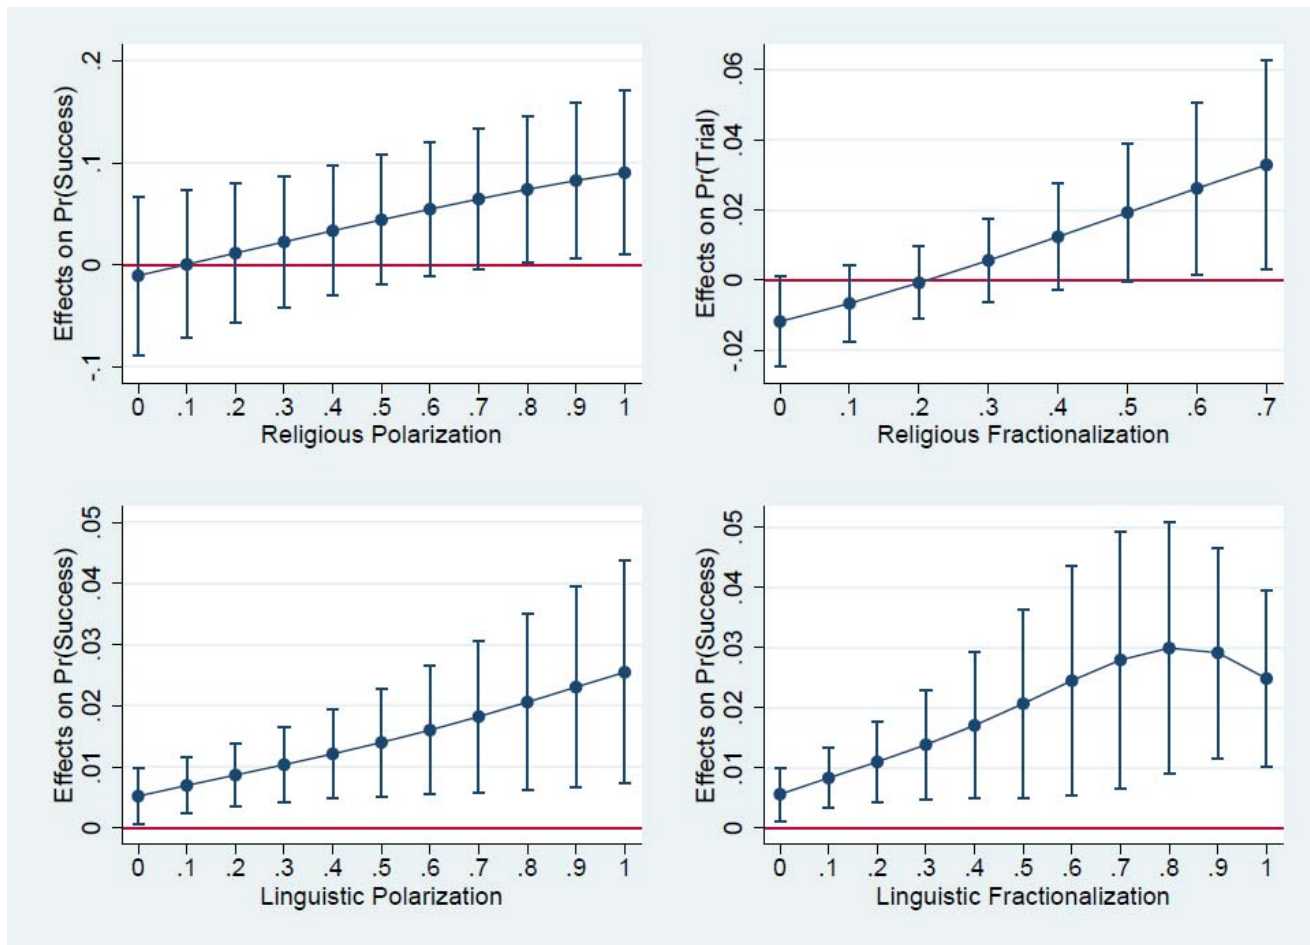 Effects on Pr(Success)
.2
.1
0
-.1
0 .1 .2 .3 .4 .5 .6 .7 .8 .9 1
Religious Polarization
Effects on Pr(Trial)
.06
.04
.02
0
-.02
0 .1 .2 .3 .4 .5 .6 .7
Religious Fractionalization
Effects on Pr(Success)
.05
.04
.03
.02
.01
0
0 .1 .2 .3 .4 .5 .6 .7 .8 .9 1
Linguistic Polarization
Effects on Pr(Success)
.05
.04
.03
.02
.01
0
0 .1 .2 .3 .4 .5 .6 .7 .8 .9 1
Linguistic Fractionalization